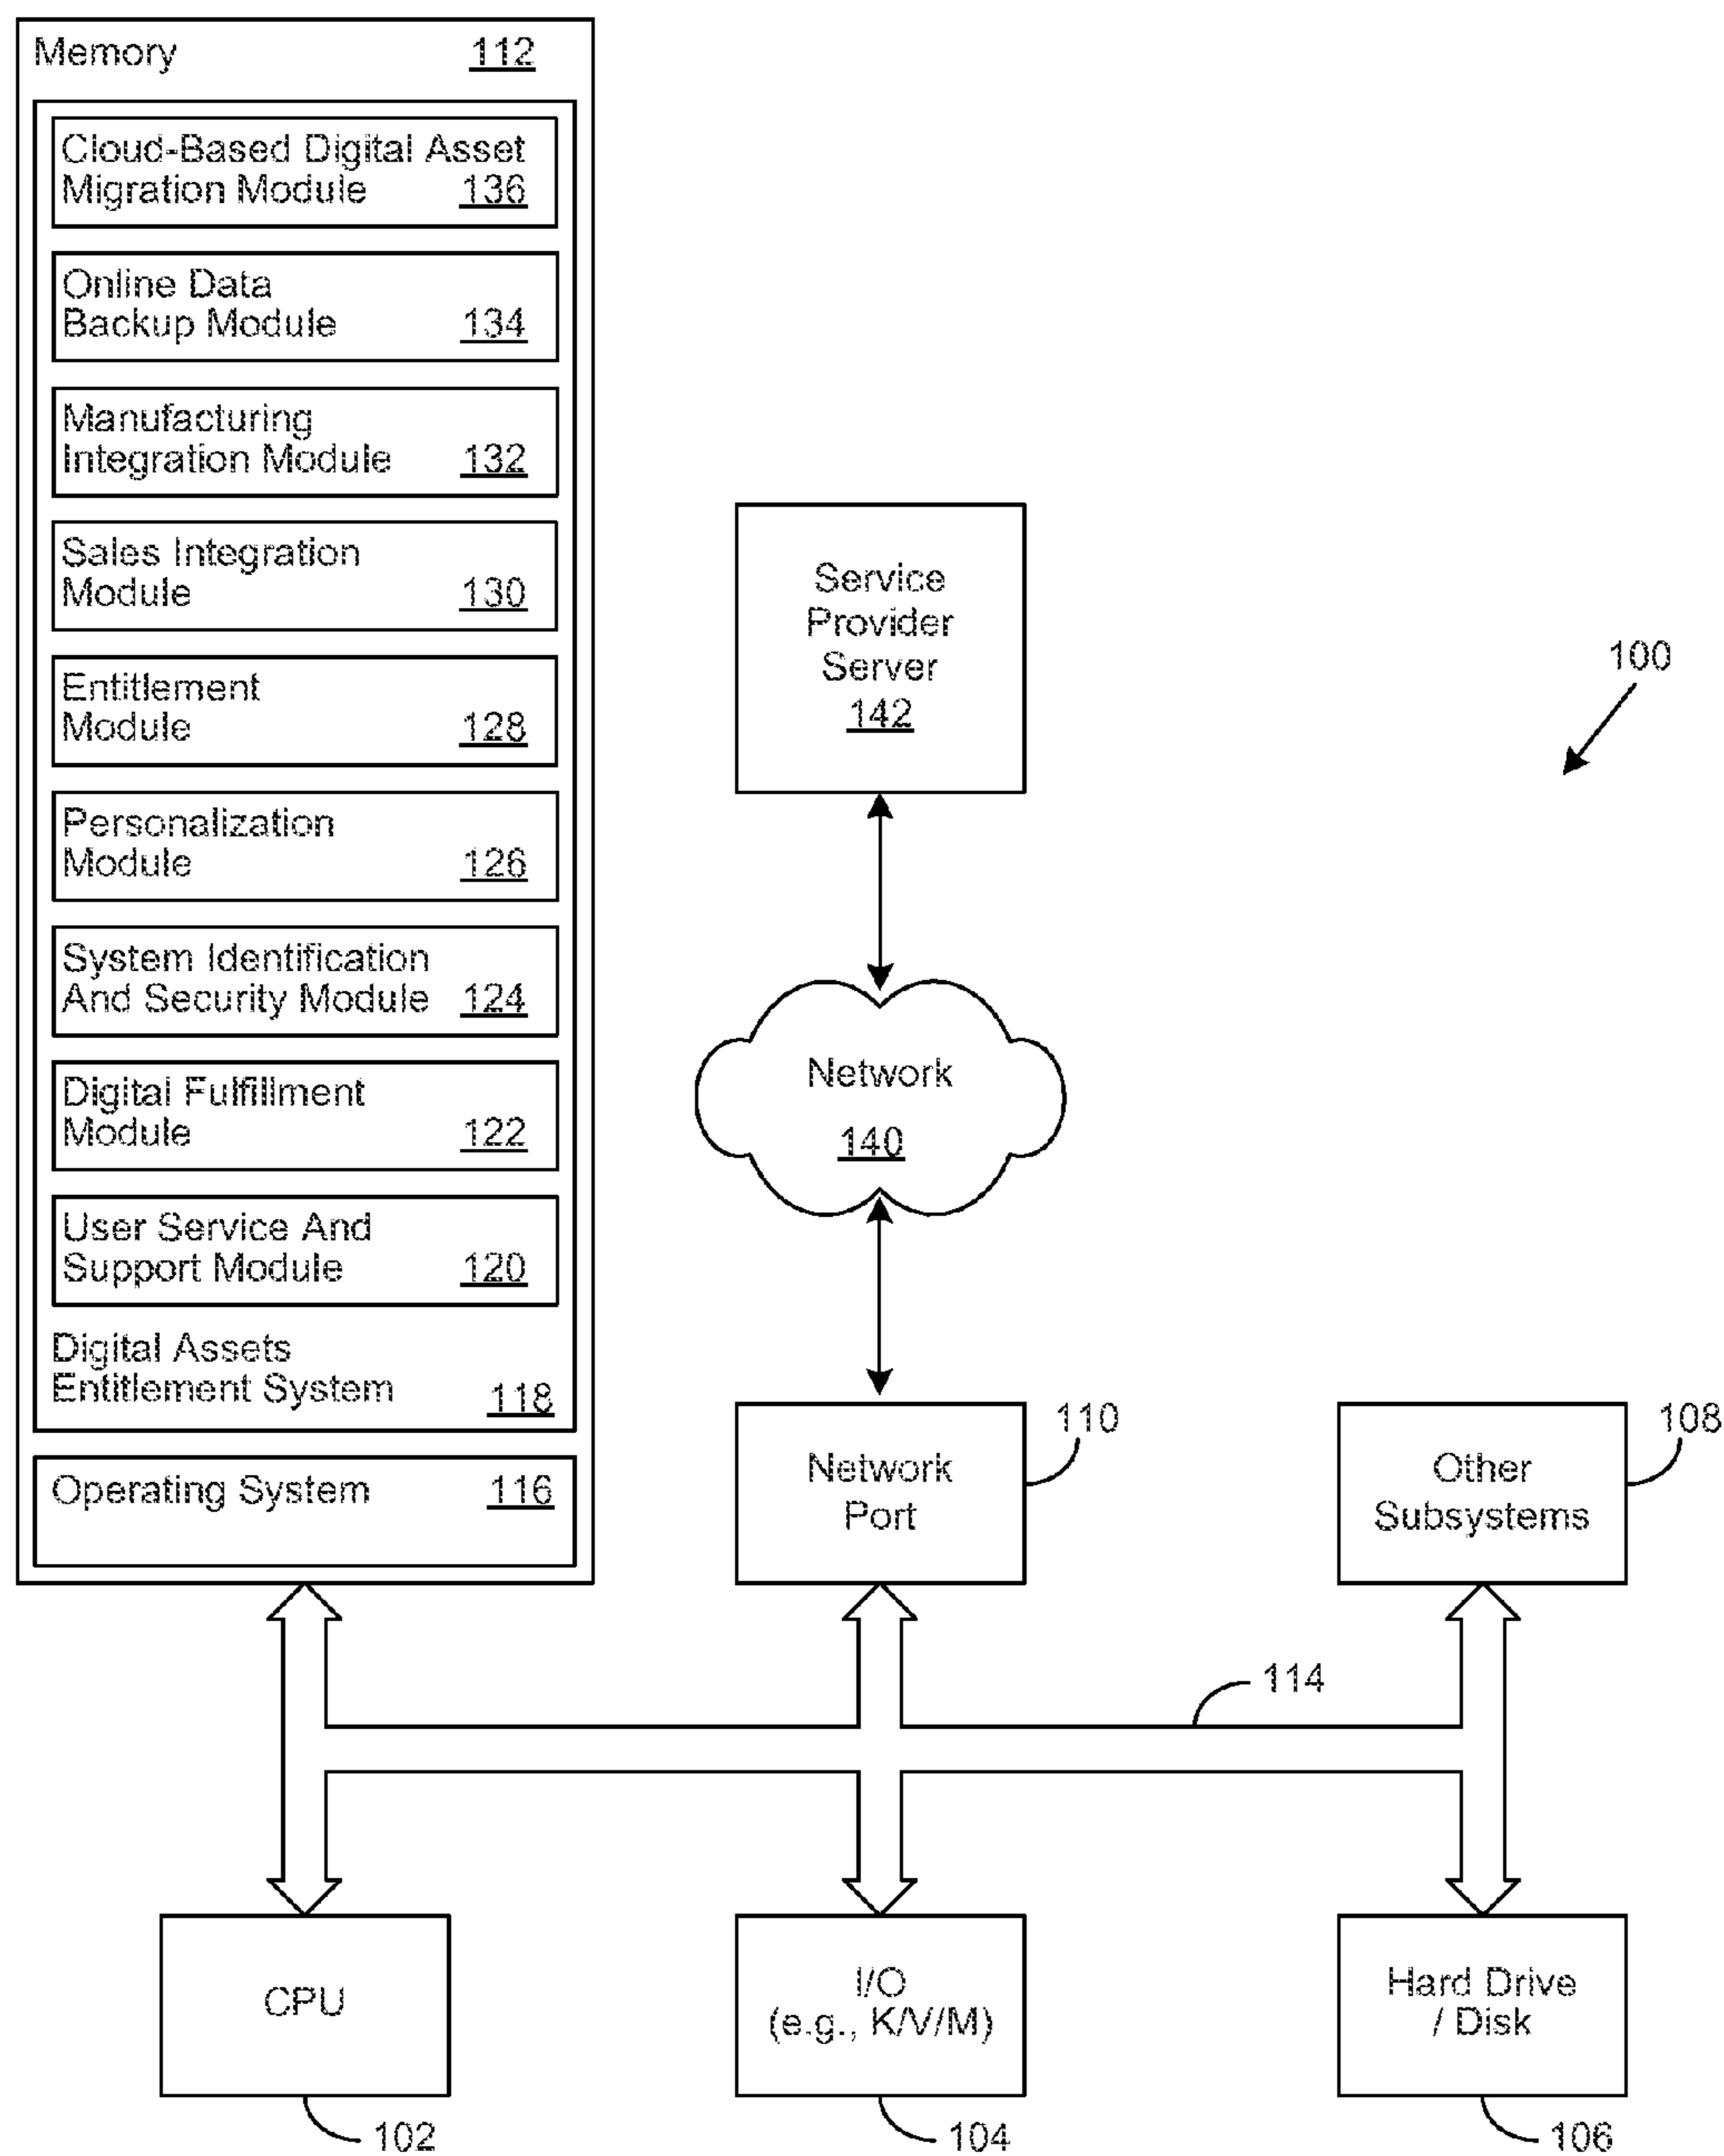 Memory 112
Cloud-Based Digital Asset
Migration Module 136
Online Data
Backup Module 134
Manufacturing
Integration Module 132
Sales Integration
Module 130
Entitlement
Module 128
Personalization
Module 126
System Identification
And Security Module 124
Digital Fulfillment
Module 122
User Service And
Support Module 120
Digital Assets
Entitlement System 118
Operating System 116
Service
Provider
Server
142
100
Network
140
Network
Port
110
Other
Subsystems
108
114
CPU
102
I/O
(e.g., K/V/M)
104
Hard Drive
/ Disk
106